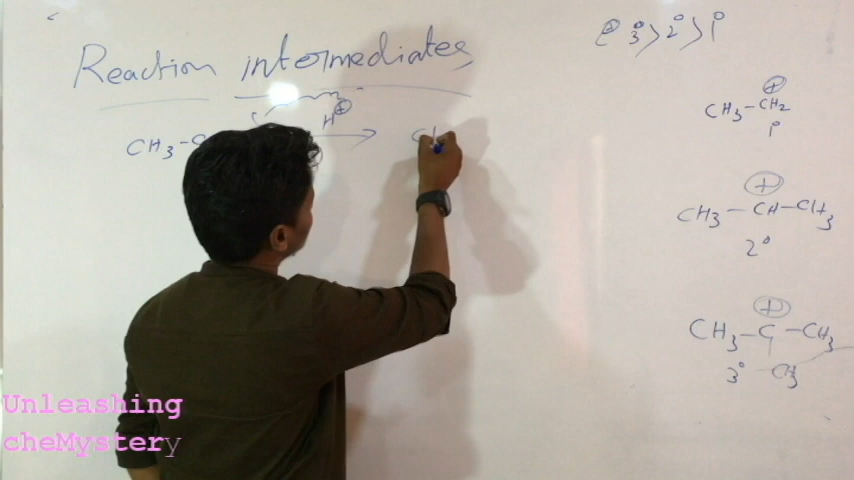 Reaction intermediates
H⊕
CH3-C
3°>2°>1°
⊕
CH3-CH2
1°
⊕
CH3-CH-CH3
2°
⊕
CH3-C-CH3
3° CH3
Unleashing
cheMystery